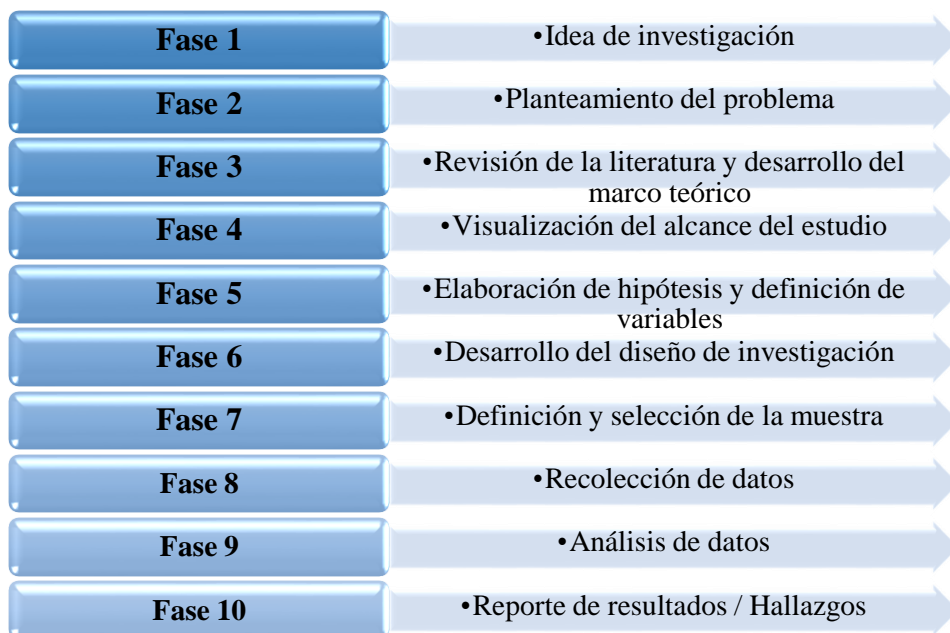 Fase 1
•Idea de investigación
Fase 2
•Planteamiento del problema
Fase 3
•Revisión de la literatura y desarrollo del
marco teórico
Fase 4
•Visualización del alcance del estudio
Fase 5
•Elaboración de hipótesis y definición de
variables
Fase 6
•Desarrollo del diseño de investigación
Fase 7
•Definición y selección de la muestra
Fase 8
•Recolección de datos
Fase 9
•Análisis de datos
Fase 10
•Reporte de resultados / Hallazgos